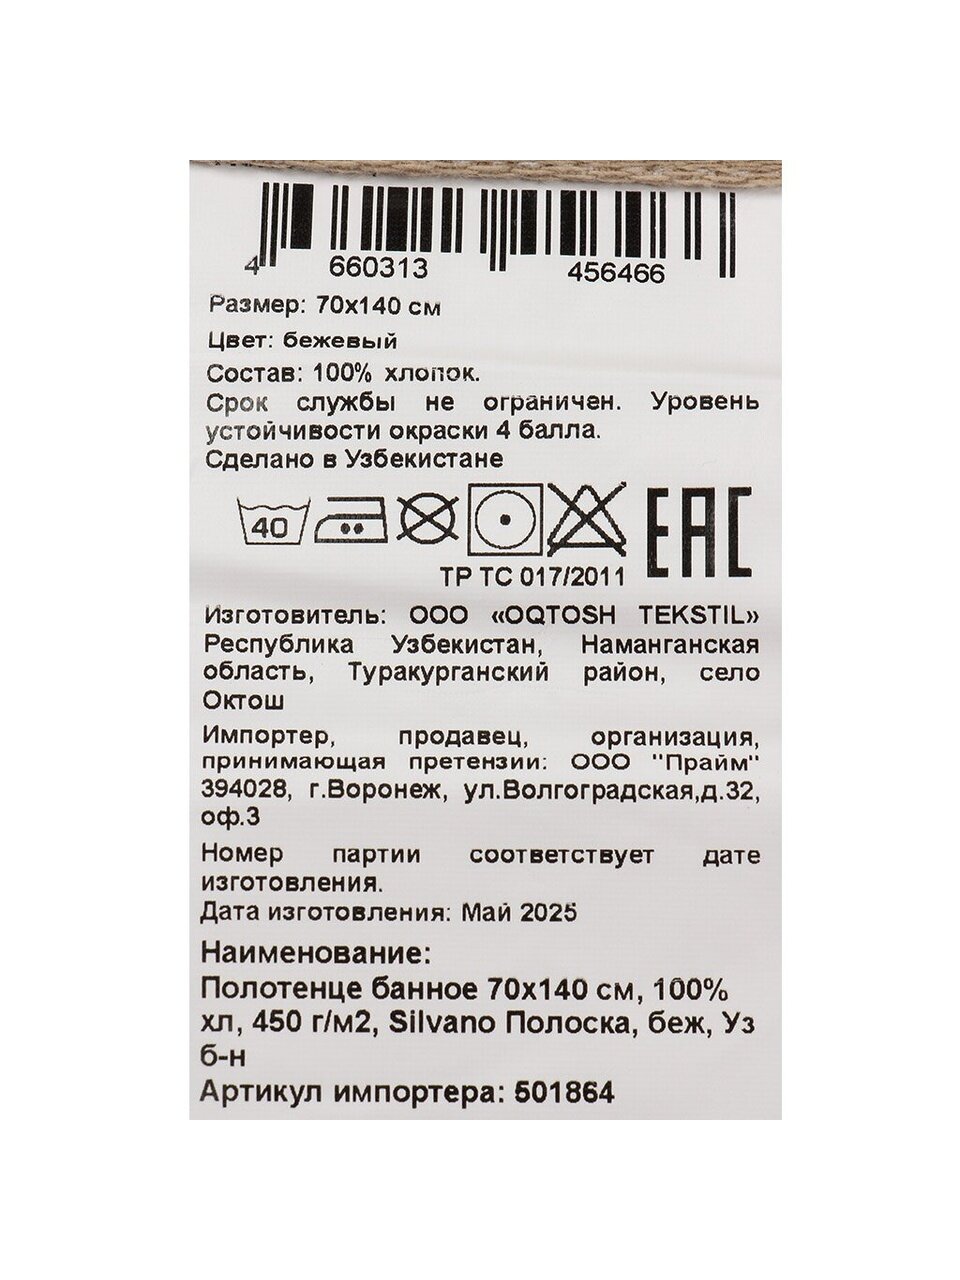 4 660313 456466
Размер: 70x140 см
Цвет: бежевый
Состав: 100% хлопок.
Срок службы не ограничен. Уровень
устойчивости окраски 4 балла.
Сделано в Узбекистане
40
EAC
ТР ТС 017/2011
Изготовитель: ООО «OQTOSH TEKSTIL»
Республика Узбекистан, Наманганская
область, Туракурганский район, село
Октош
Импортер, продавец, организация,
принимающая претензии: ООО "Прайм"
394028, г.Воронеж, ул.Волгоградская,д.32,
оф.3
Номер партии соответствует дате
изготовления.
Дата изготовления: Май 2025
Наименование:
Полотенце банное 70x140 см, 100%
хл, 450 г/м2, Silvano Полоска, беж, Уз
б-н
Артикул импортера: 501864